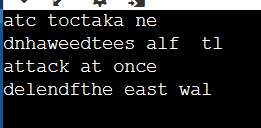 atc toctaka ne
dnhaweedtees alf  tl
attack at once
delendfthe east wal